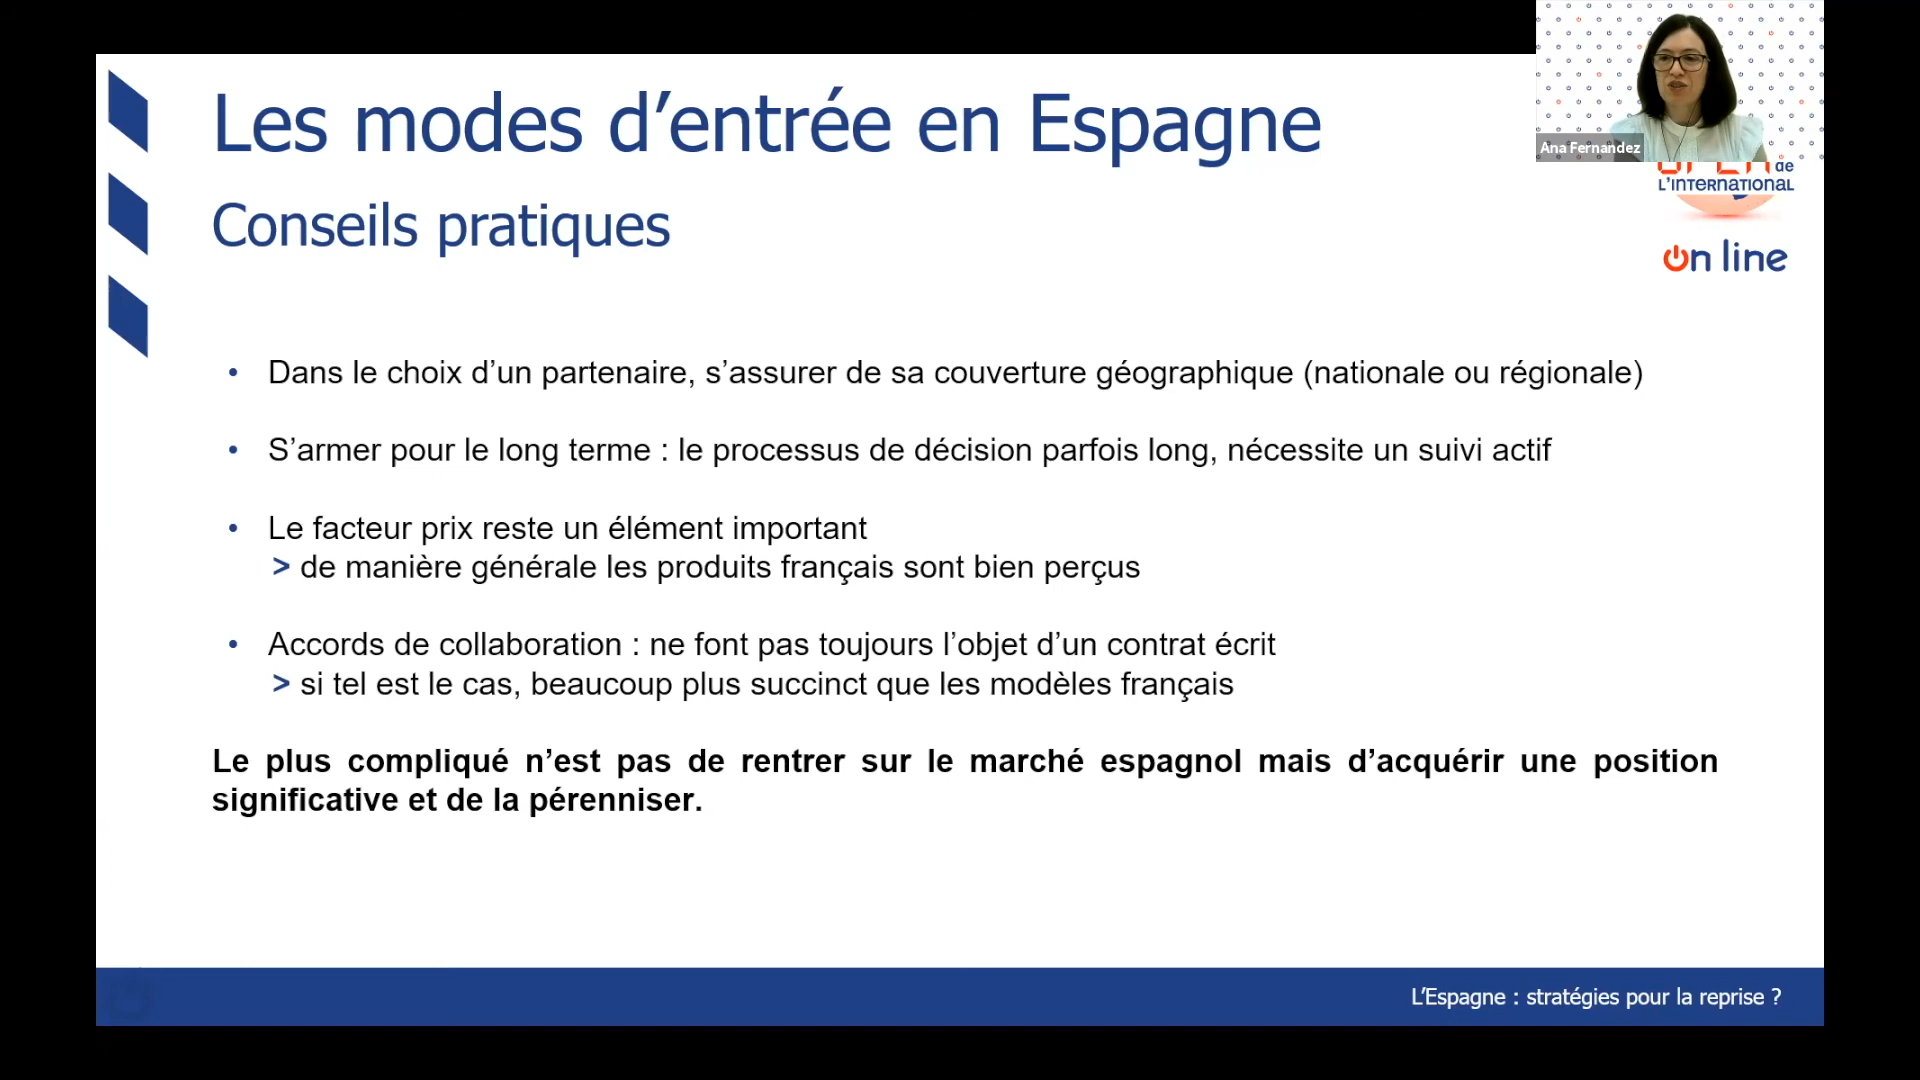 Les modes d’entrée en Espagne
Conseils pratiques
Ana Fernandez
de
L'INTERNATIONAL
on line
• Dans le choix d’un partenaire, s’assurer de sa couverture géographique (nationale ou régionale)
• S’armer pour le long terme : le processus de décision parfois long, nécessite un suivi actif
• Le facteur prix reste un élément important
> de manière générale les produits français sont bien perçus
• Accords de collaboration : ne font pas toujours l’objet d’un contrat écrit
> si tel est le cas, beaucoup plus succinct que les modèles français
Le plus compliqué n’est pas de rentrer sur le marché espagnol mais d’acquérir une position
significative et de la pérenniser.
L’Espagne : stratégies pour la reprise ?